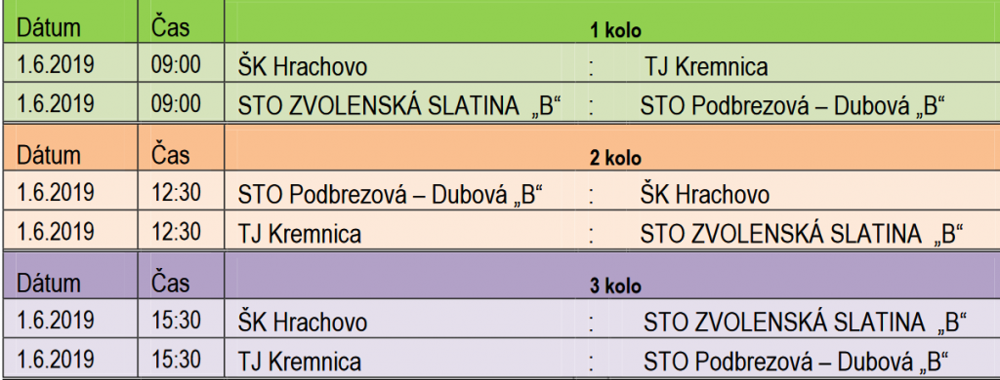 Dátum Čas 1 kolo
1.6.2019 09:00 ŠK Hrachovo : TJ Kremnica
1.6.2019 09:00 STO ZVOLENSKÁ SLATINA „B“ : STO Podbrezová – Dubová „B“
Dátum Čas 2 kolo
1.6.2019 12:30 STO Podbrezová – Dubová „B“ : ŠK Hrachovo
1.6.2019 12:30 TJ Kremnica : STO ZVOLENSKÁ SLATINA „B“
Dátum Čas 3 kolo
1.6.2019 15:30 ŠK Hrachovo : STO ZVOLENSKÁ SLATINA „B“
1.6.2019 15:30 TJ Kremnica : STO Podbrezová – Dubová „B“